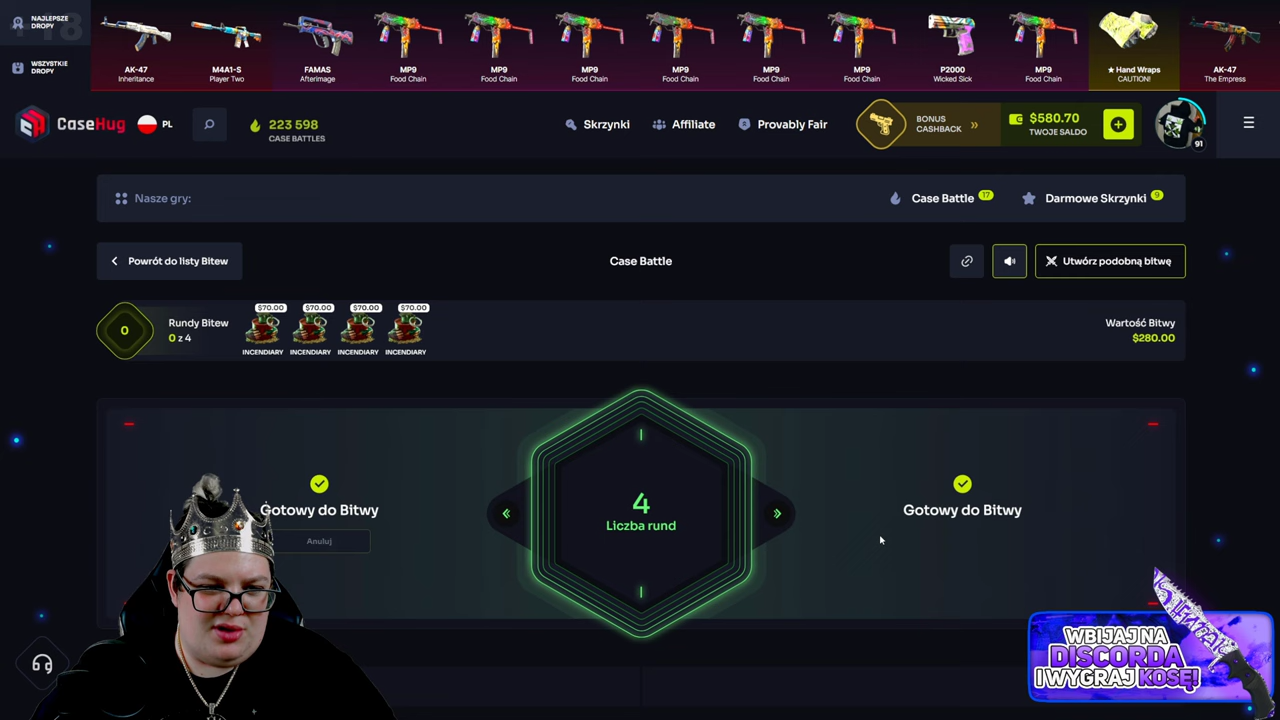 NAJLEPSZE DROPY
WSZYSTKIE DROPY
18
AK-47
Inheritance
M4A1-S
Player Two
FAMAS
Afterimage
MP9
Food Chain
MP9
Food Chain
MP9
Food Chain
MP9
Food Chain
MP9
Food Chain
MP9
Food Chain
P2000
Wicked Sick
MP9
Food Chain
★ Hand Wraps
CAUTION!
AK-47
The Empress
CaseHug
PL
223 598
CASE BATTLES
Skrzynki
Affiliate
Provably Fair
BONUS
CASHBACK
$580.70
TWOJE SALDO
91
Nasze gry:
Case Battle 17
Darmowe Skrzynki 9
Powrót do listy Bitew
Case Battle
Utwórz podobną bitwę
0
Rundy Bitew
0 z 4
$70.00 $70.00 $70.00 $70.00
INCENDIARY INCENDIARY INCENDIARY INCENDIARY
Wartość Bitwy
$280.00
Gotowy do Bitwy
Anuluj
4
Liczba rund
Gotowy do Bitwy
WBIJAJ NA
DISCORDA
I WYGRAJ KOSĘ!